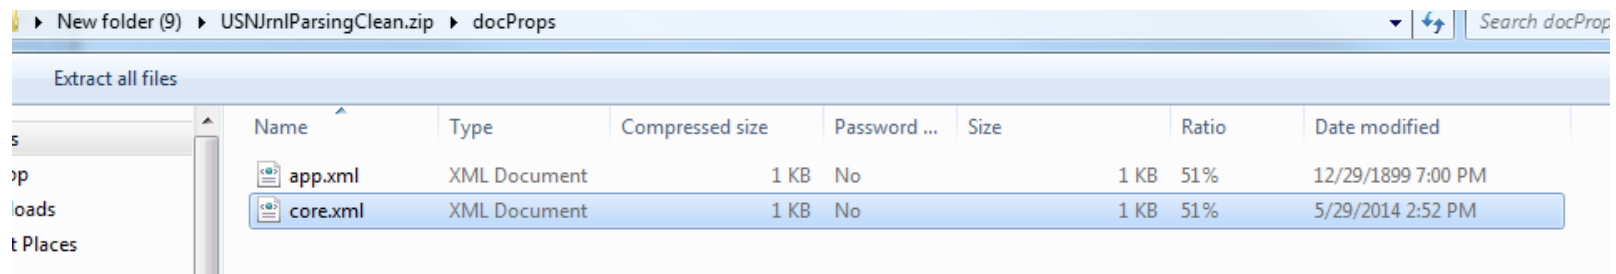 New folder (9) USNJrnlParsingClean.zip docProps Search docProp
Extract all files
Name Type Compressed size Password ... Size Ratio Date modified
app.xml XML Document 1 KB No 1 KB 51% 12/29/1899 7:00 PM
core.xml XML Document 1 KB No 1 KB 51% 5/29/2014 2:52 PM
s
op
loads
t Places